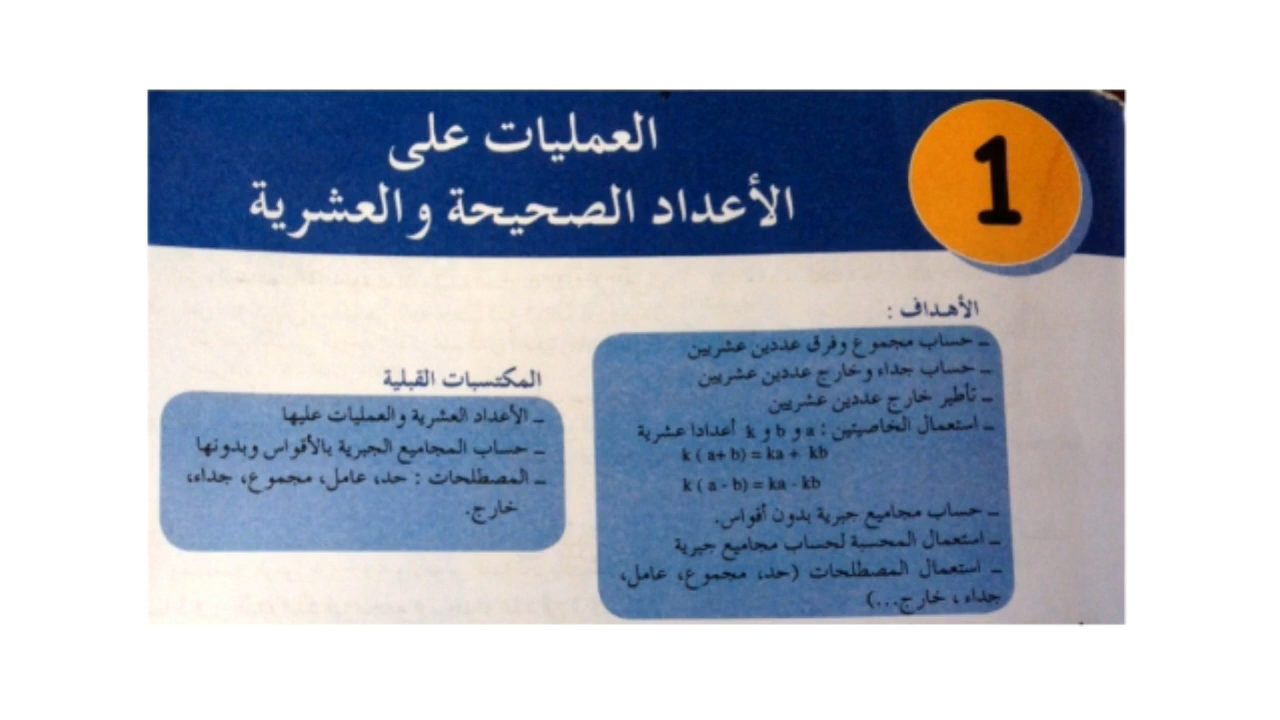 1
العمليات على
الأعداد الصحيحة و العشرية
الأهداف :
ـ حساب مجموع وفرق عددين عشريين
ـ حساب جداء وخارج عددين عشريين
ـ تأطير خارج عددين عشريين
ـ استعمال الخاصيتين : a و b و k أعدادا عشرية
k ( a+ b) = ka + kb
k ( a - b) = ka - kb
ـ حساب مجاميع جبرية بدون أقواس.
ـ استعمال المحسبة لحساب مجاميع جبرية
ـ استعمال المصطلحات (حد، مجموع، عامل،
جداء ، خارج...)
المكتسبات القبلية
ـ الأعداد العشرية والعمليات عليها
ـ حساب المجاميع الجبرية بالأقواس وبدونها
ـ المصطلحات : حد، عامل، مجموع، جداء،
خارج.